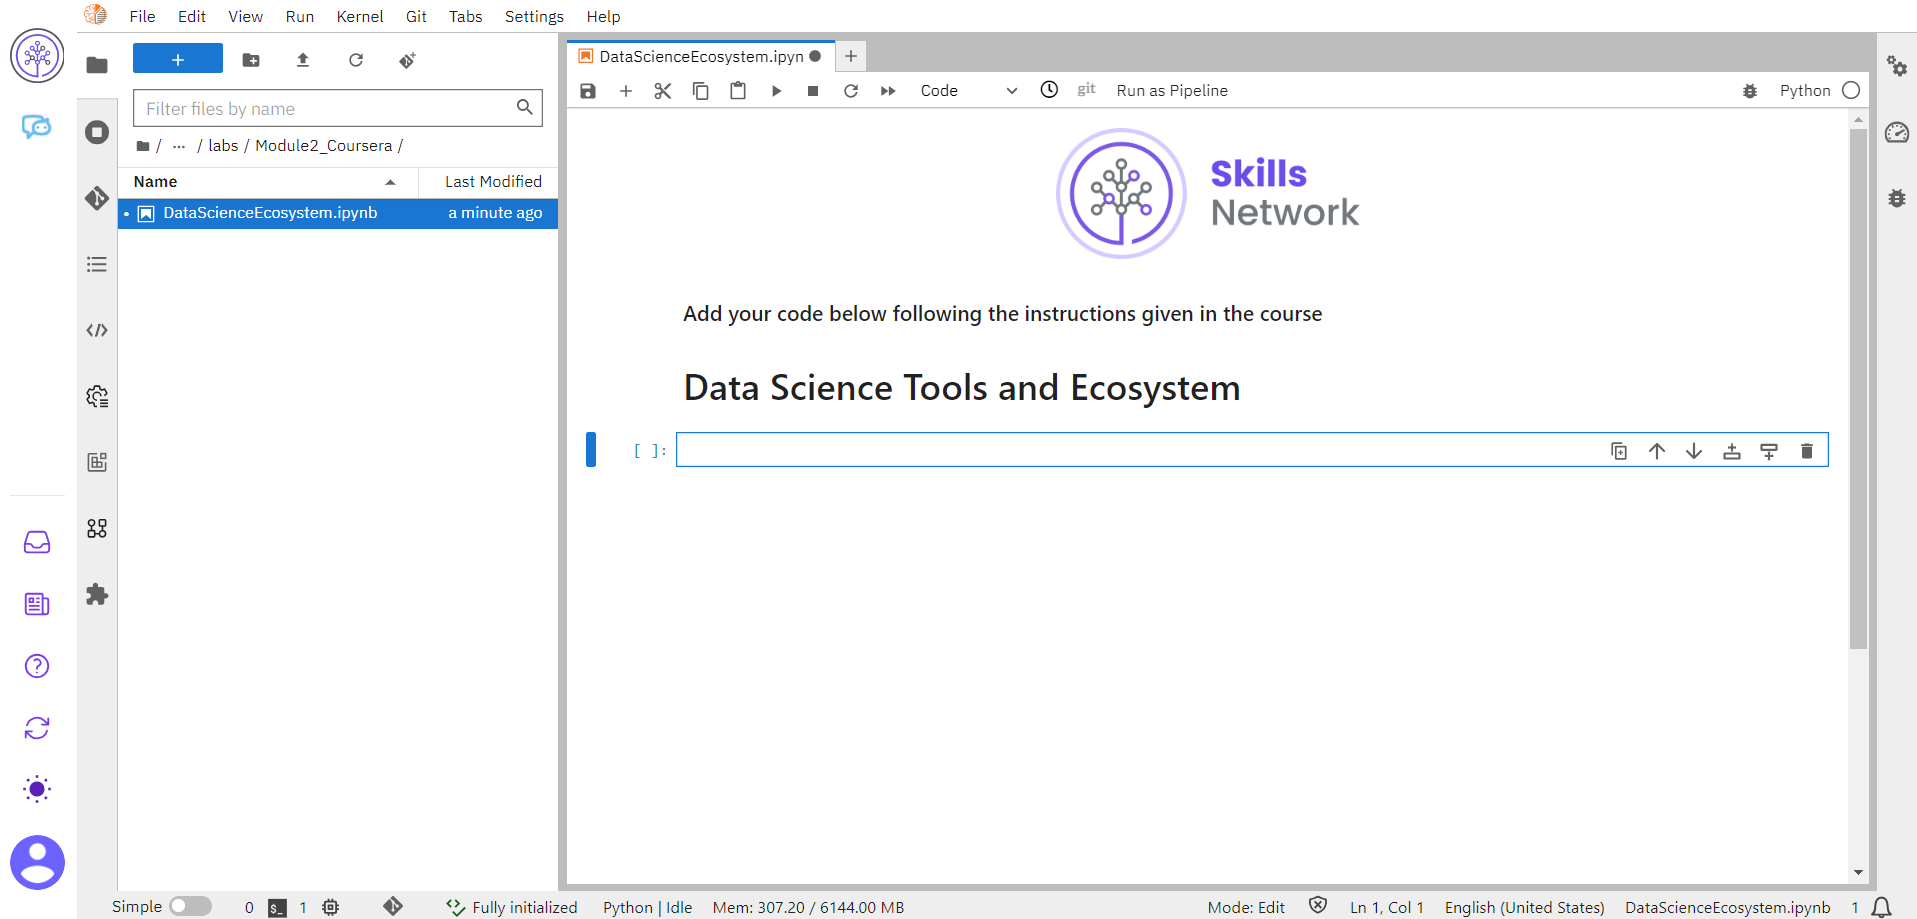 File Edit View Run Kernel Git Tabs Settings Help
+
Filter files by name
/ ... / labs / Module2_Coursera /
Name Last Modified
DataScienceEcosystem.ipynb a minute ago
DataScienceEcosystem.ipyn
Code git Run as Pipeline Python
Skills
Network
Add your code below following the instructions given in the course
Data Science Tools and Ecosystem
[ ]:
Simple 0 $_ 1 Fully initialized Python | Idle Mem: 307.20 / 6144.00 MB Mode: Edit Ln 1, Col 1 English (United States) DataScienceEcosystem.ipynb 1